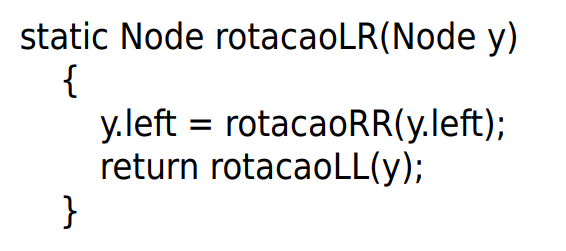 static Node rotacaoLR(Node y)
{
y.left = rotacaoRR(y.left);
return rotacaoLL(y);
}